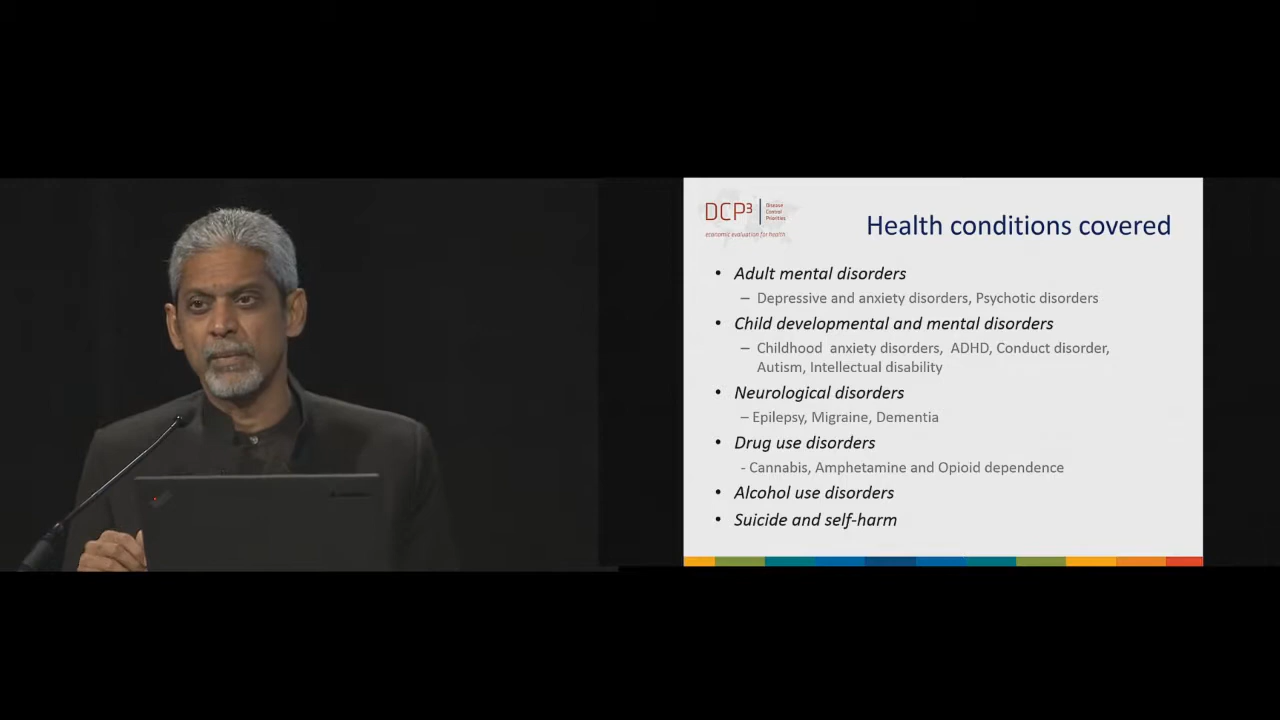 DCP3
Disease
Control
Priorities
economic evaluation for health
Health conditions covered
• Adult mental disorders
– Depressive and anxiety disorders, Psychotic disorders
• Child developmental and mental disorders
– Childhood anxiety disorders, ADHD, Conduct disorder,
Autism, Intellectual disability
• Neurological disorders
– Epilepsy, Migraine, Dementia
• Drug use disorders
- Cannabis, Amphetamine and Opioid dependence
• Alcohol use disorders
• Suicide and self-harm